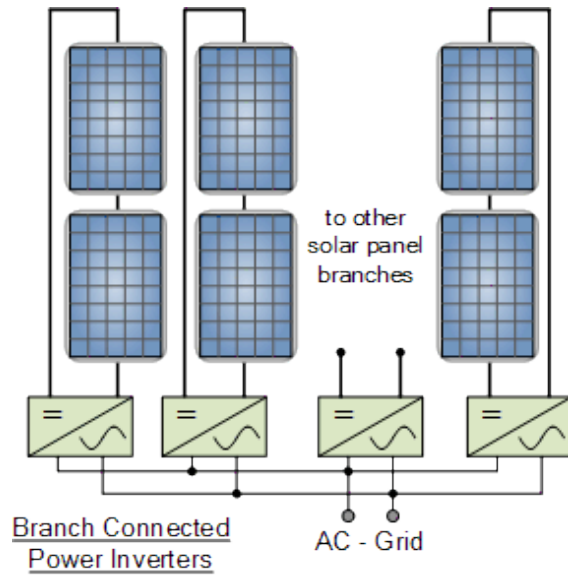 to other
solar panel
branches
Branch Connected
Power Inverters
AC - Grid